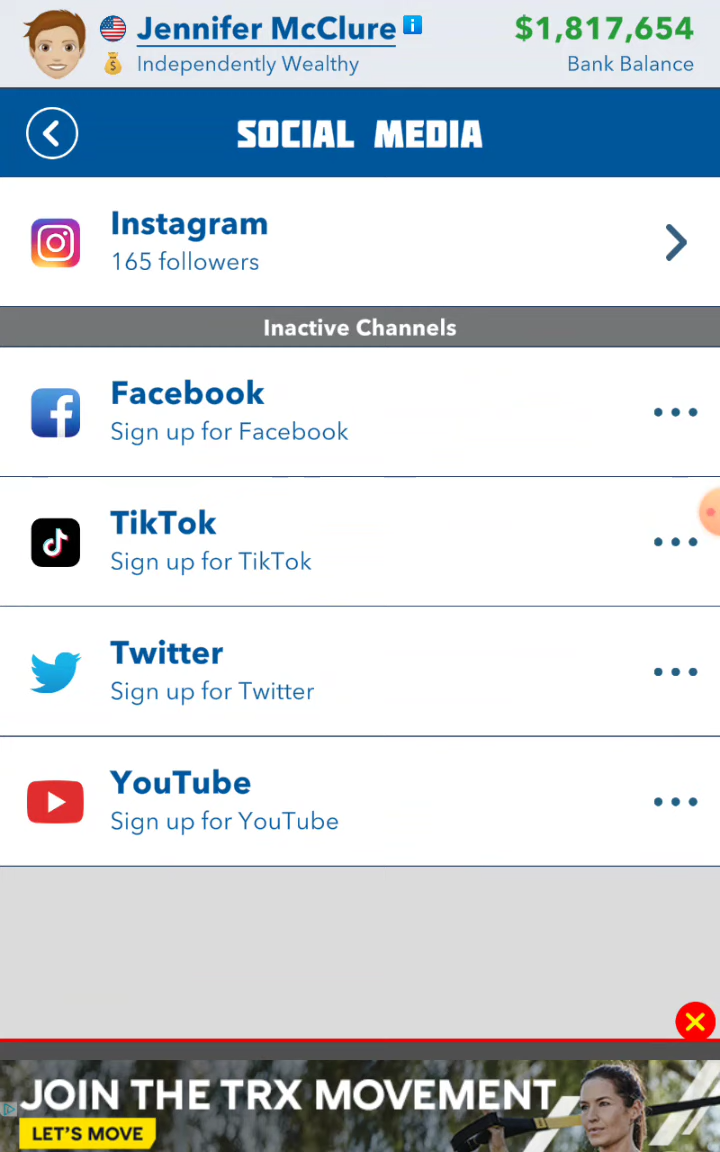 Jennifer McClure
$1,817,654
Independently Wealthy
Bank Balance
SOCIAL MEDIA
Instagram
165 followers
Inactive Channels
Facebook
Sign up for Facebook
TikTok
Sign up for TikTok
Twitter
Sign up for Twitter
YouTube
Sign up for YouTube
JOIN THE TRX MOVEMENT
LET'S MOVE